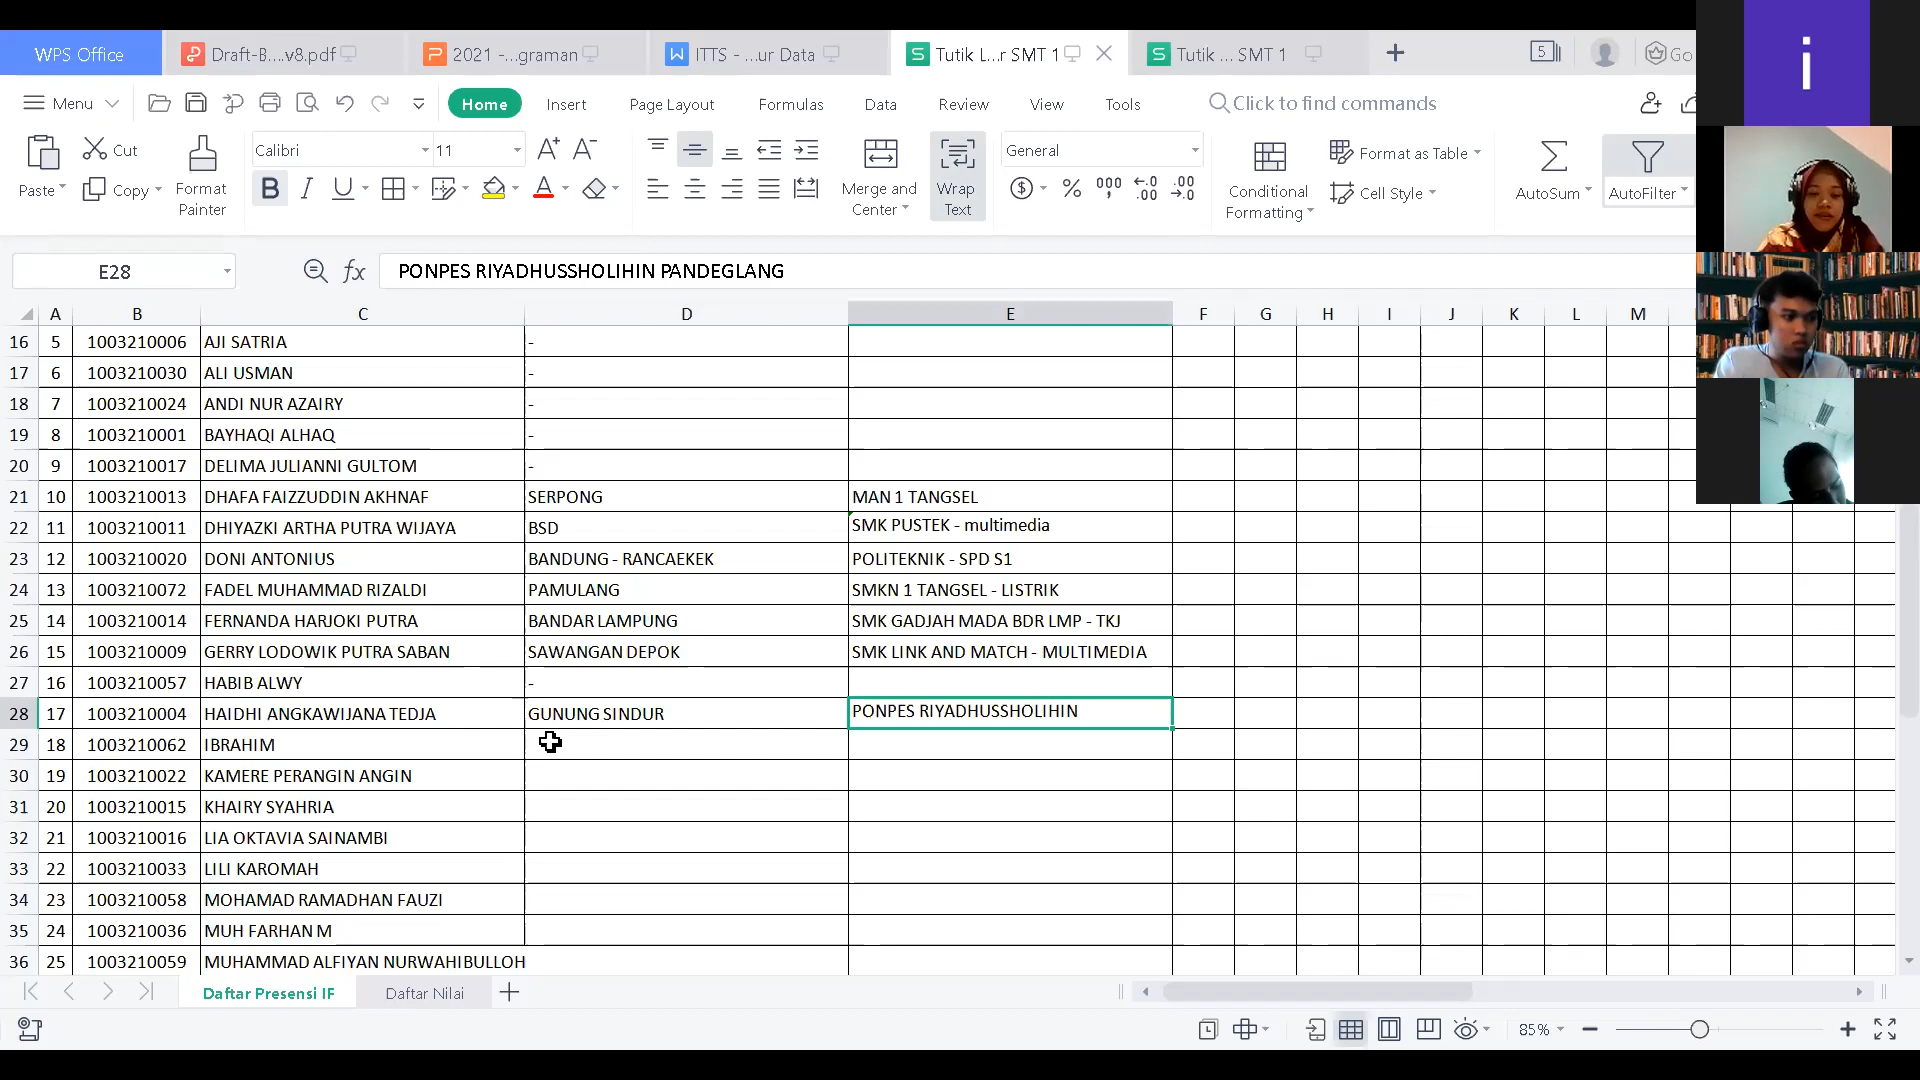 WPS Office
Draft-B....v8.pdf
2021 -...graman
ITTS - ...ur Data
Tutik L...r SMT 1
Tutik ... SMT 1
5
Go
i
Menu
Home
Insert
Page Layout
Formulas
Data
Review
View
Tools
Click to find commands
Paste
Cut
Copy
Format Painter
Calibri
11
A+ A-
B I U A
Merge and Center
Wrap Text
General
Conditional Formatting
Format as Table
Cell Style
AutoSum
AutoFilter
E28
fx
PONPES RIYADHUSSHOLIHIN PANDEGLANG
A B C D E F G H I J K L M
16 5 1003210006 AJI SATRIA -
17 6 1003210030 ALI USMAN -
18 7 1003210024 ANDI NUR AZAIRY -
19 8 1003210001 BAYHAQI ALHAQ -
20 9 1003210017 DELIMA JULIANNI GULTOM -
21 10 1003210013 DHAFA FAIZZUDDIN AKHNAF SERPONG MAN 1 TANGSEL
22 11 1003210011 DHIYAZKI ARTHA PUTRA WIJAYA BSD SMK PUSTEK - multimedia
23 12 1003210020 DONI ANTONIUS BANDUNG - RANCAEKEK POLITEKNIK - SPD S1
24 13 1003210072 FADEL MUHAMMAD RIZALDI PAMULANG SMKN 1 TANGSEL - LISTRIK
25 14 1003210014 FERNANDA HARJOKI PUTRA BANDAR LAMPUNG SMK GADJAH MADA BDR LMP - TKJ
26 15 1003210009 GERRY LODOWIK PUTRA SABAN SAWANGAN DEPOK SMK LINK AND MATCH - MULTIMEDIA
27 16 1003210057 HABIB ALWY -
28 17 1003210004 HAIDHI ANGKAWIJANA TEDJA GUNUNG SINDUR PONPES RIYADHUSSHOLIHIN
29 18 1003210062 IBRAHIM
30 19 1003210022 KAMERE PERANGIN ANGIN
31 20 1003210015 KHAIRY SYAHRIA
32 21 1003210016 LIA OKTAVIA SAINAMBI
33 22 1003210033 LILI KAROMAH
34 23 1003210058 MOHAMAD RAMADHAN FAUZI
35 24 1003210036 MUH FARHAN M
36 25 1003210059 MUHAMMAD ALFIYAN NURWAHIBULLOH
Daftar Presensi IF
Daftar Nilai
85%